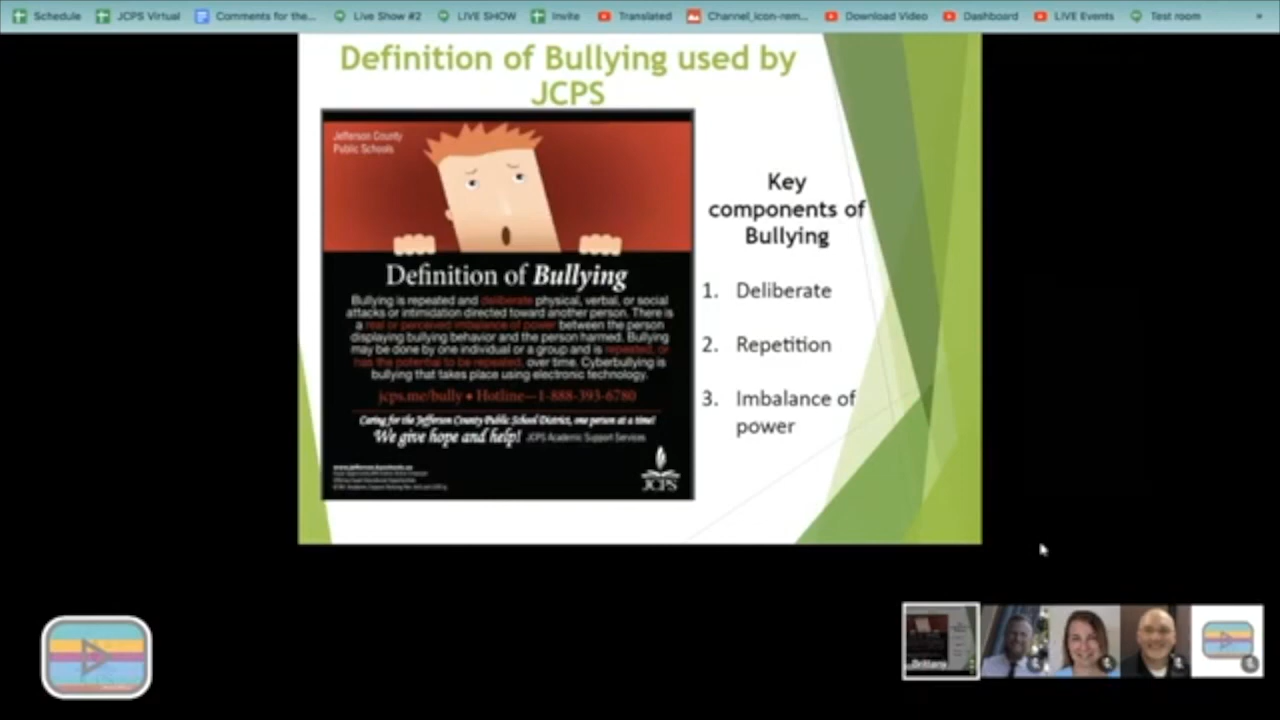 Schedule
JCPS Virtual
Comments for the...
Live Show #2
LIVE SHOW
Invite
Translated
Channel_icon-rem...
Download Video
Dashboard
LIVE Events
Test room
»
Definition of Bullying used by
JCPS
Jefferson County
Public Schools
Definition of Bullying
Bullying is repeated and deliberate physical, verbal, or social
attacks or intimidation directed toward another person. There is
a real or perceived imbalance of power between the person
displaying bullying behavior and the person harmed. Bullying
may be done by one individual or a group and is repeated, or
has the potential to be repeated, over time. Cyberbullying is
bullying that takes place using electronic technology.
jcps.me/bully • Hotline—1-888-393-6780
Caring for the Jefferson County Public School District, one person at a time!
We give hope and help! JCPS Academic Support Services
JCPS
Key
components of
Bullying
1. Deliberate
2. Repetition
3. Imbalance of
power
Brittany